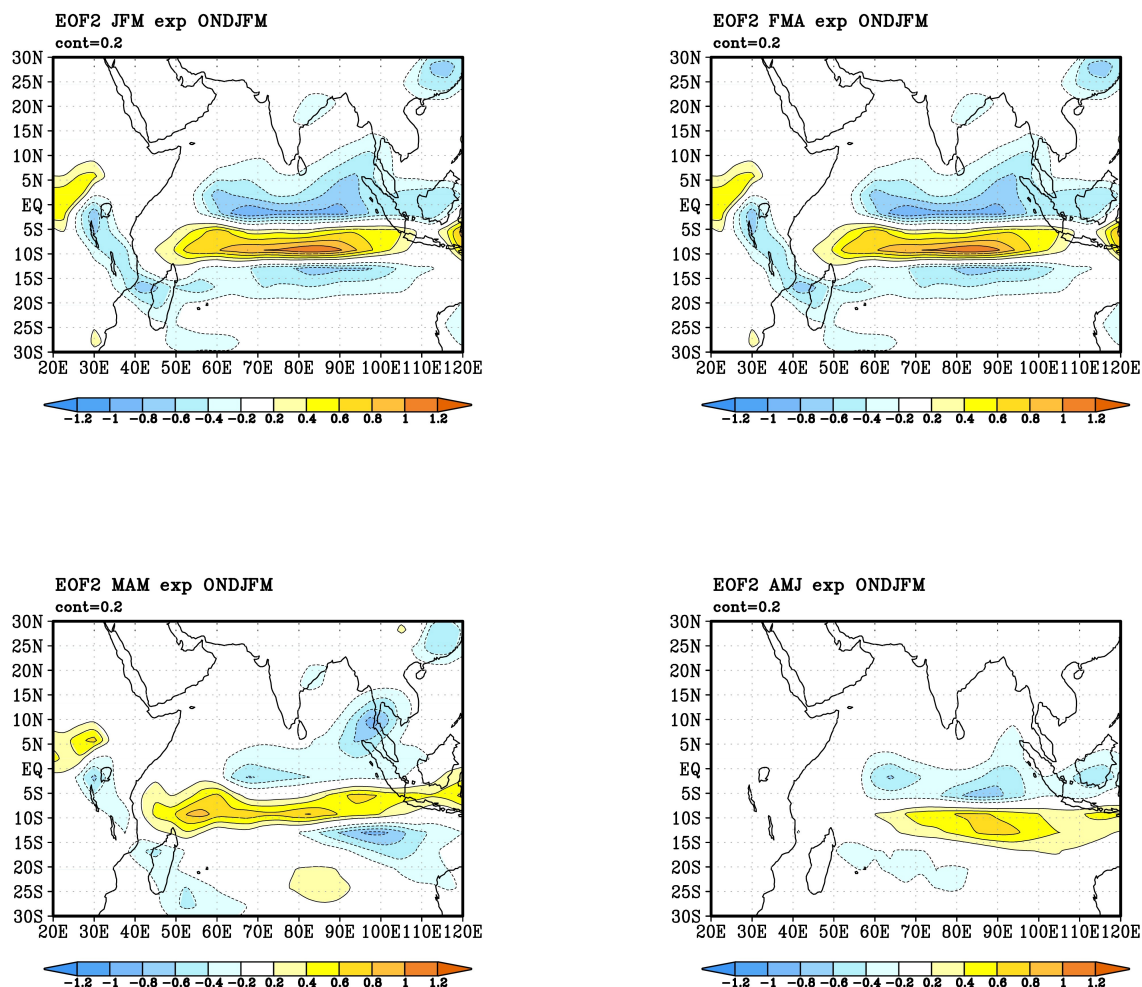 EOF2 JFM exp ONDJFM
cont=0.2
30N
25N
20N
15N
10N
5N
EQ
5S
10S
15S
20S
25S
30S
20E 30E 40E 50E 60E 70E 80E 90E 100E 110E 120E
-1.2 -1 -0.8 -0.6 -0.4 -0.2 0.2 0.4 0.6 0.8 1 1.2
EOF2 FMA exp ONDJFM
cont=0.2
30N
25N
20N
15N
10N
5N
EQ
5S
10S
15S
20S
25S
30S
20E 30E 40E 50E 60E 70E 80E 90E 100E 110E 120E
-1.2 -1 -0.8 -0.6 -0.4 -0.2 0.2 0.4 0.6 0.8 1 1.2
EOF2 MAM exp ONDJFM
cont=0.2
30N
25N
20N
15N
10N
5N
EQ
5S
10S
15S
20S
25S
30S
20E 30E 40E 50E 60E 70E 80E 90E 100E 110E 120E
-1.2 -1 -0.8 -0.6 -0.4 -0.2 0.2 0.4 0.6 0.8 1 1.2
EOF2 AMJ exp ONDJFM
cont=0.2
30N
25N
20N
15N
10N
5N
EQ
5S
10S
15S
20S
25S
30S
20E 30E 40E 50E 60E 70E 80E 90E 100E 110E 120E
-1.2 -1 -0.8 -0.6 -0.4 -0.2 0.2 0.4 0.6 0.8 1 1.2